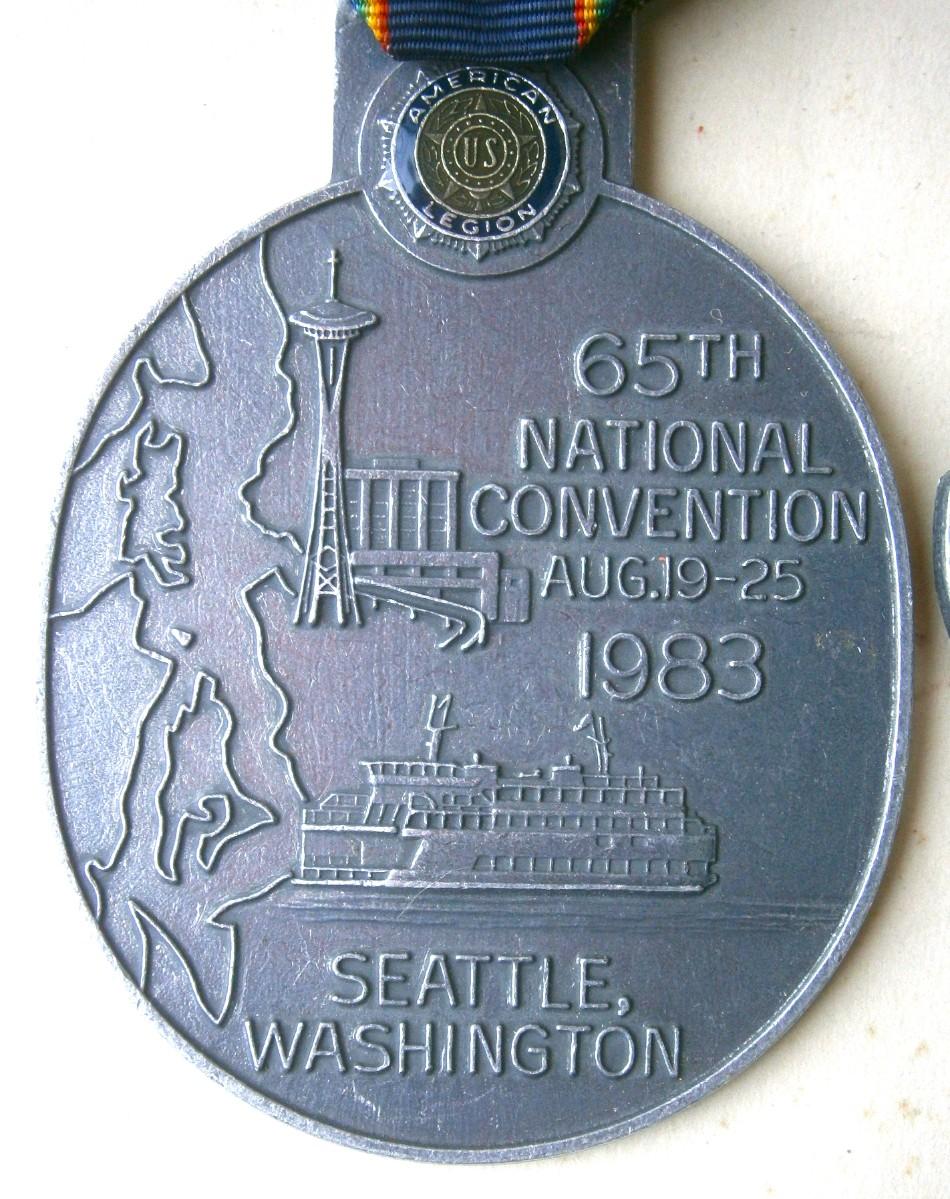 AMERICAN
US
LEGION
65TH
NATIONAL
CONVENTION
AUG.19-25
1983
SEATTLE,
WASHINGTON